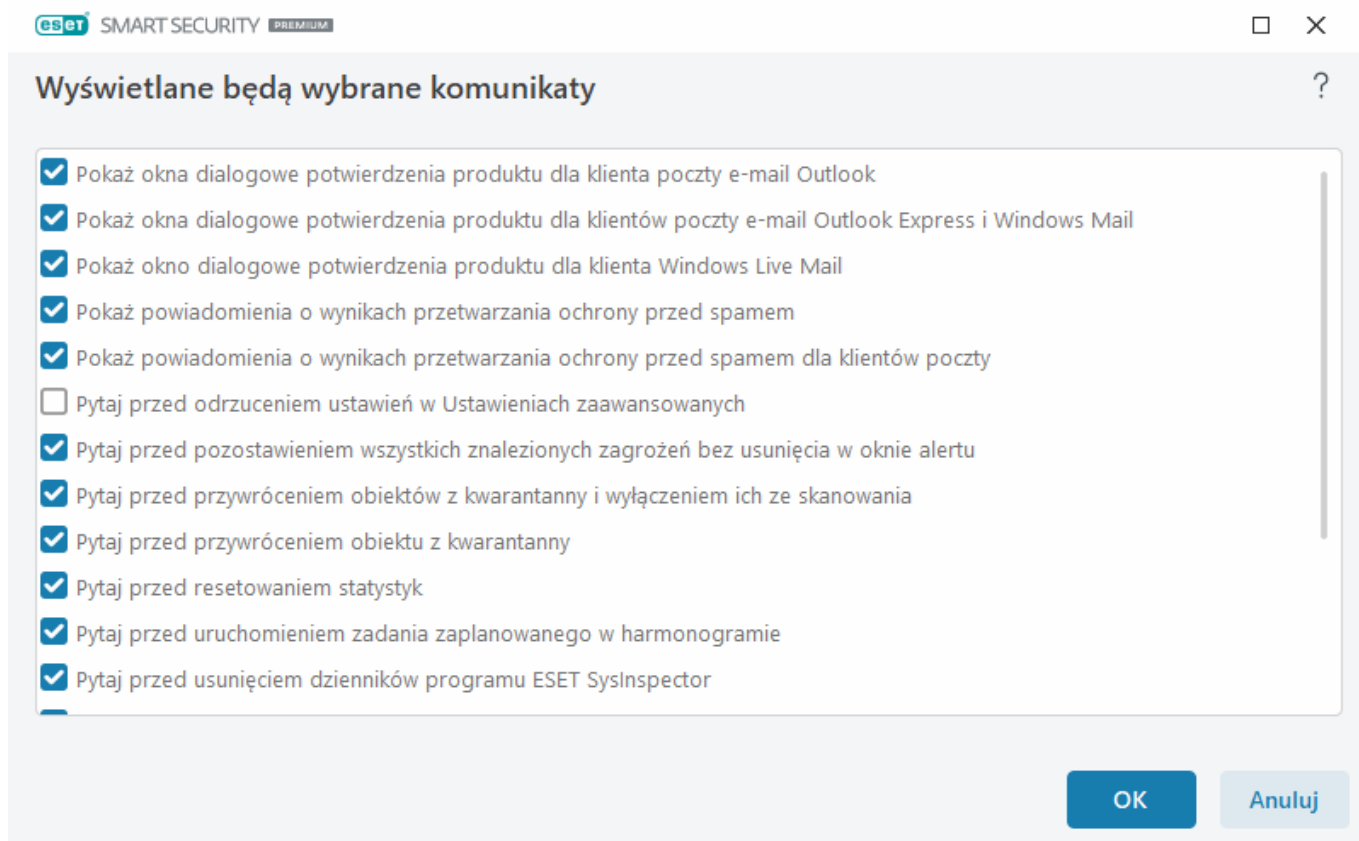 eset SMART SECURITY PREMIUM
Wyświetlane będą wybrane komunikaty
?
Pokaż okna dialogowe potwierdzenia produktu dla klienta poczty e-mail Outlook
Pokaż okna dialogowe potwierdzenia produktu dla klientów poczty e-mail Outlook Express i Windows Mail
Pokaż okno dialogowe potwierdzenia produktu dla klienta Windows Live Mail
Pokaż powiadomienia o wynikach przetwarzania ochrony przed spamem
Pokaż powiadomienia o wynikach przetwarzania ochrony przed spamem dla klientów poczty
Pytaj przed odrzuceniem ustawień w Ustawieniach zaawansowanych
Pytaj przed pozostawieniem wszystkich znalezionych zagrożeń bez usunięcia w oknie alertu
Pytaj przed przywróceniem obiektów z kwarantanny i wyłączeniem ich ze skanowania
Pytaj przed przywróceniem obiektu z kwarantanny
Pytaj przed resetowaniem statystyk
Pytaj przed uruchomieniem zadania zaplanowanego w harmonogramie
Pytaj przed usunięciem dzienników programu ESET SysInspector
OK
Anuluj